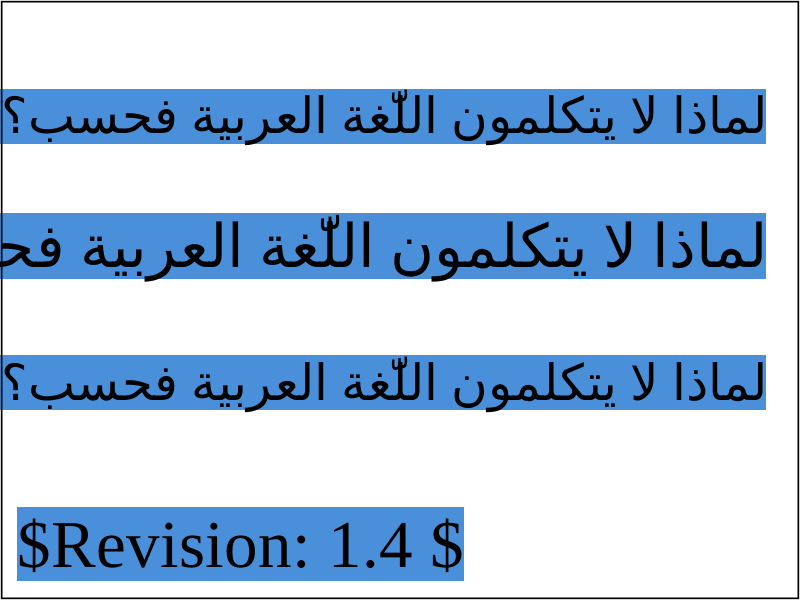 لماذا لا يتكلمون اللّغة العربية فحسب؟
لماذا لا يتكلمون اللّغة العربية
لماذا لا يتكلمون اللّغة العربية فحسب؟
$Revision: 1.4 $